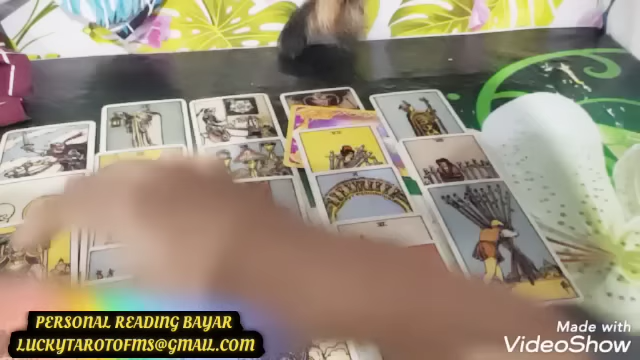 PERSONAL READING BAYAR
LUCKYTAROTOFMS@GMAIL.COM
Made with
VideoShow